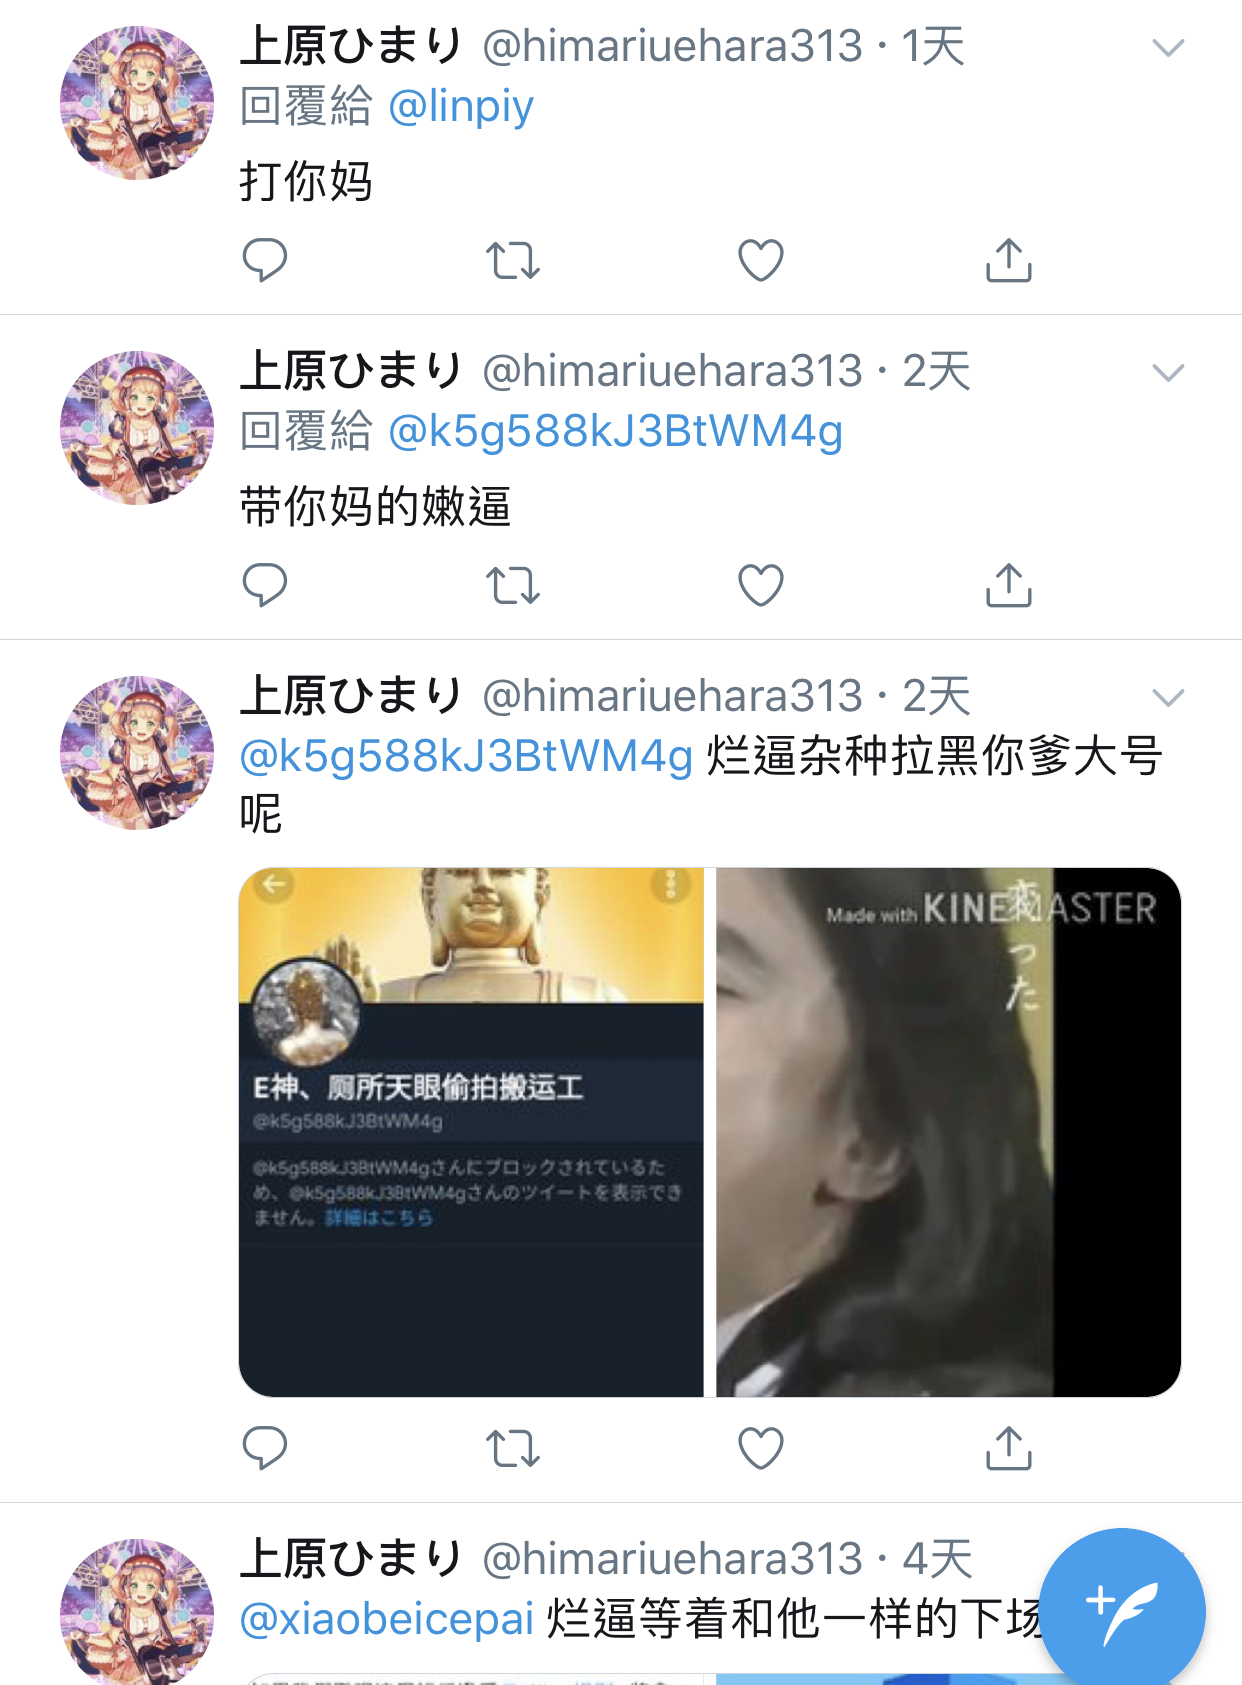 上原ひまり @himariuehara313 · 1天
回覆給 @linpiy
打你妈
上原ひまり @himariuehara313 · 2天
回覆給 @k5g588kJ3BtWM4g
带你妈的嫩逼
上原ひまり @himariuehara313 · 2天
@k5g588kJ3BtWM4g 烂逼杂种拉黑你爹大号
呢
E神、厕所天眼偷拍搬运工
@k5g588kJ3BtWM4g
@k5g588kJ3BtWM4gさんにブロックされているた
め、@k5g588kJ3BtWM4gさんのツイートを表示でき
ません。詳細はこちら
Made with KINEMASTER
変わった
上原ひまり @himariuehara313 · 4天
@xiaobeicepai 烂逼等着和他一样的下场